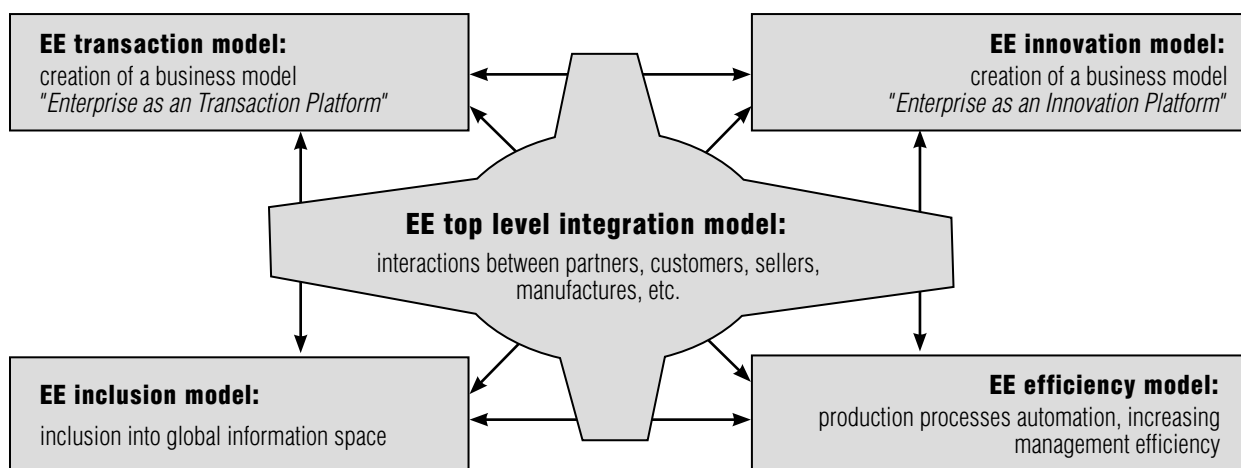 EE transaction model:
creation of a business model
"Enterprise as an Transaction Platform"
EE innovation model:
creation of a business model
"Enterprise as an Innovation Platform"
EE top level integration model:
interactions between partners, customers, sellers,
manufactures, etc.
EE inclusion model:
inclusion into global information space
EE efficiency model:
production processes automation, increasing
management efficiency